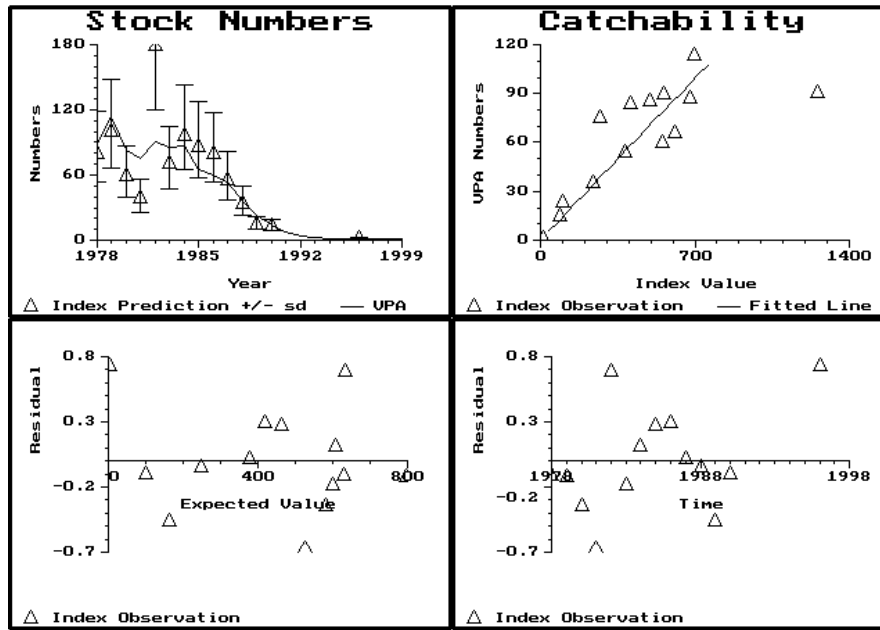 Stock Numbers
180
120
60
0
Numbers
1978 1985 1992 1999
Year
△ Index Prediction +/- sd — VPA
Catchability
120
90
60
30
0
VPA Numbers
0 700 1400
Index Value
△ Index Observation — Fitted Line
0.8
0.3
-0.2
-0.7
Residual
0 400 800
Expected Value
△ Index Observation
0.8
0.3
-0.2
-0.7
Residual
1978 1988 1998
Time
△ Index Observation